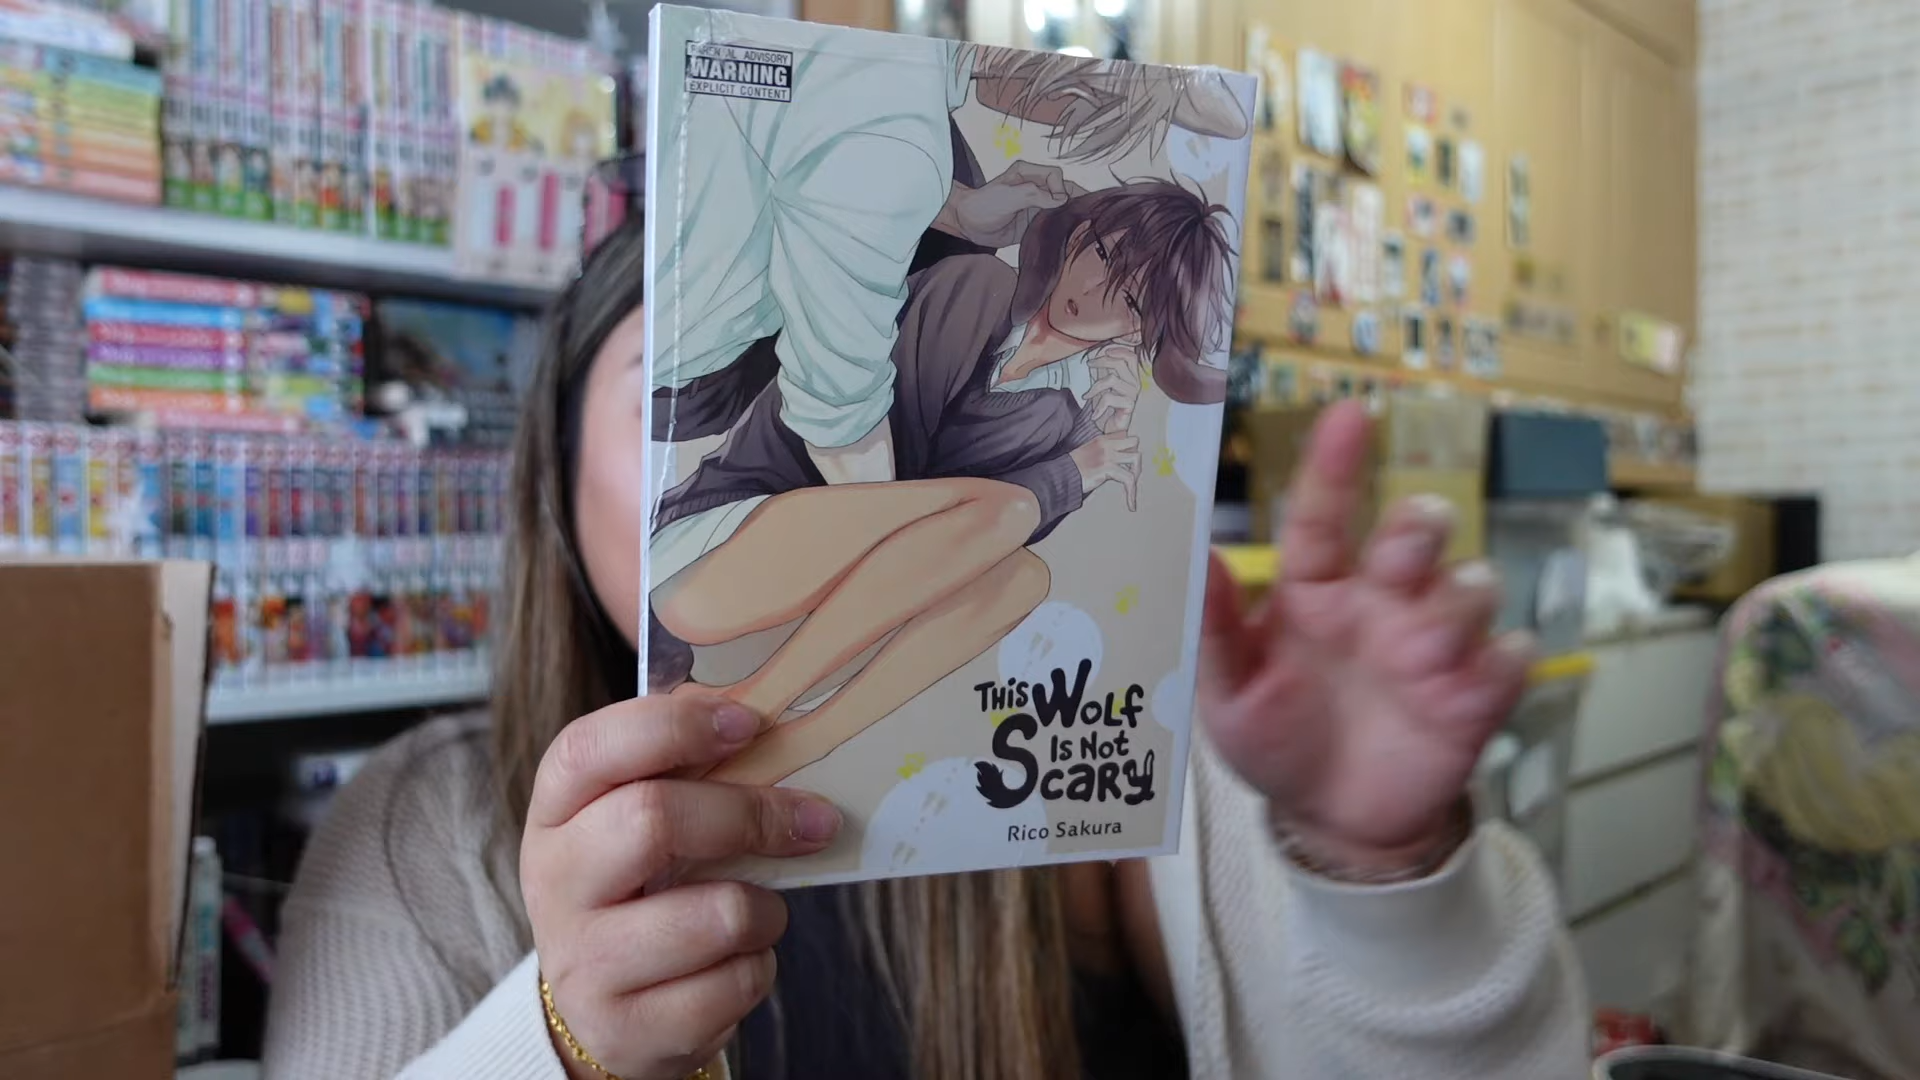 PARENTAL ADVISORY
WARNING
EXPLICIT CONTENT
THIS WOLF
IS NOT
SCARY
Rico Sakura